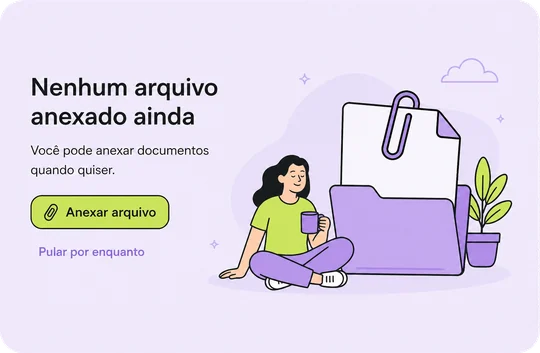 Nenhum arquivo
anexado ainda
Você pode anexar documentos
quando quiser.
Anexar arquivo
Pular por enquanto